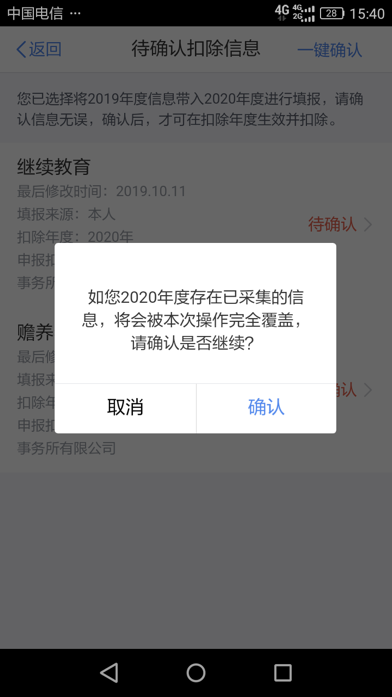 中国电信 ··· 4G 4G 2G 28 15:40
返回 待确认扣除信息 一键确认
您已选择将2019年度信息带入2020年度进行填报，请确
认信息无误，确认后，才可在扣除年度生效并扣除。
继续教育
最后修改时间：2019.10.11
填报来源：本人
待确认
扣除年度：2020年
申报扣
事务所
如您2020年度存在已采集的信
息，将会被本次操作完全覆盖，
请确认是否继续？
取消 确认
赡养
最后修
填报来
确认
扣除年
申报扣
事务所有限公司